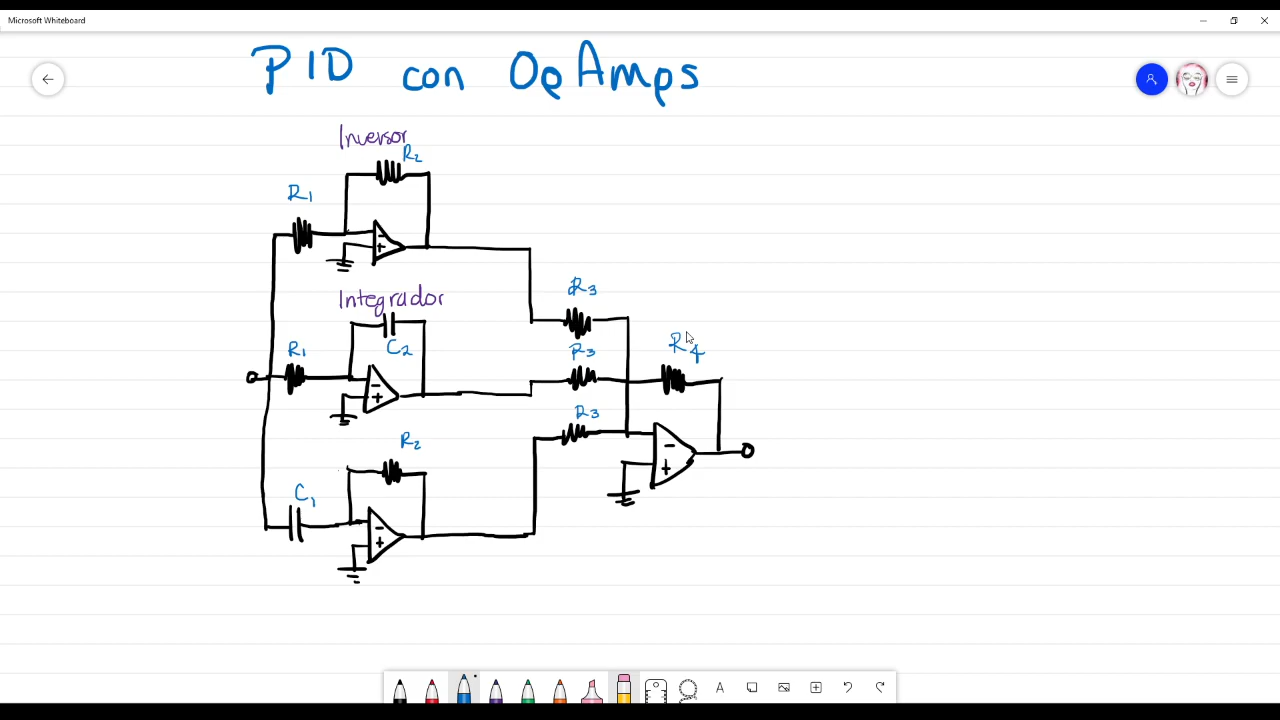 Microsoft Whiteboard
PID con OpAmps
Inversor
R2
R1
-
+
Integrador
R3
R1
C2
-
+
R3
R4
R3
R2
-
+
C1
-
+
A